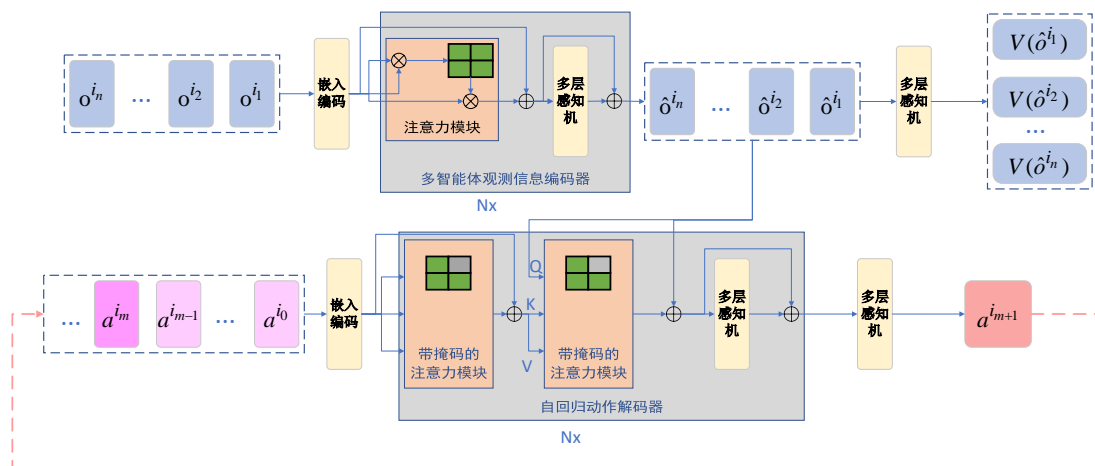 o^{i_n} … o^{i_2} o^{i_1}
嵌入
编码
注意力模块
多层
感知
机
多智能体观测信息编码器
Nx
ô^{i_n} … ô^{i_2} ô^{i_1}
多层
感知
机
V(ô^{i_1})
V(ô^{i_2})
…
V(ô^{i_n})
… a^{i_m} a^{i_{m-1}} … a^{i_0}
嵌入
编码
带掩码的
注意力模块
Q
K
V
带掩码的
注意力模块
多层
感知
机
自回归动作解码器
Nx
多层
感知
机
a^{i_{m+1}}